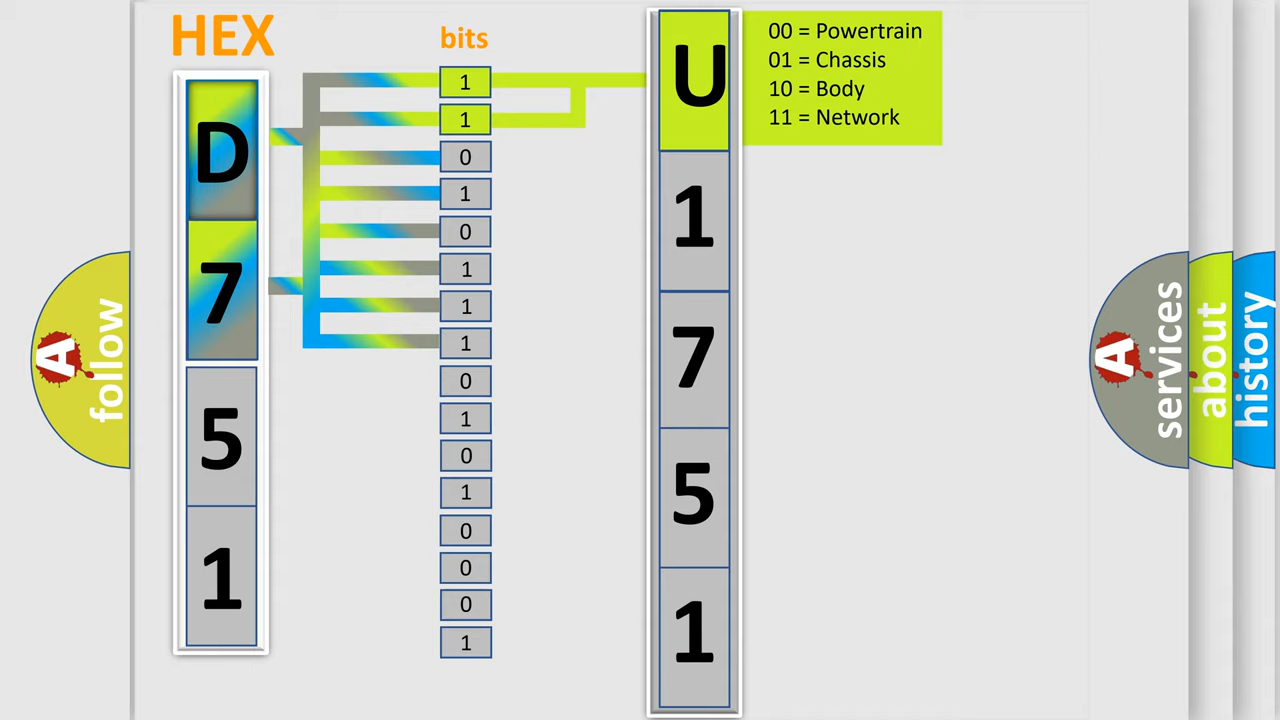 HEX
bits
D
7
5
1
1
1
0
1
0
1
1
1
0
1
0
1
0
0
0
1
U
1
7
5
1
00 = Powertrain
01 = Chassis
10 = Body
11 = Network
A
follow
A
services
about
history